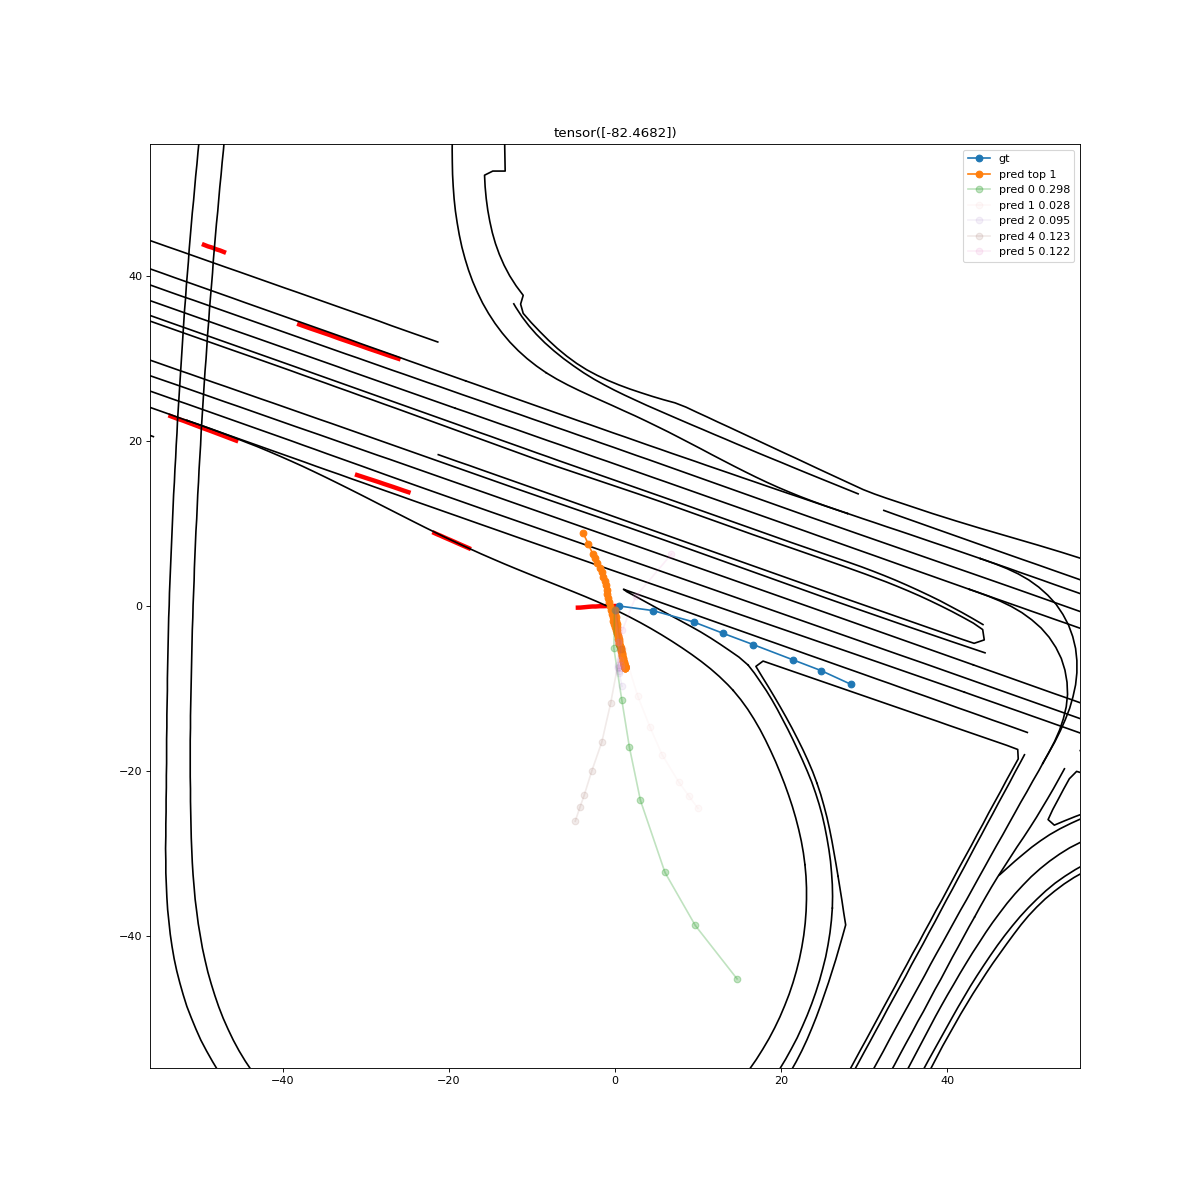 tensor([-82.4682])
gt
pred top 1
pred 0 0.298
pred 1 0.028
pred 2 0.095
pred 4 0.123
pred 5 0.122
40
20
0
−20
−40
−40
−20
0
20
40